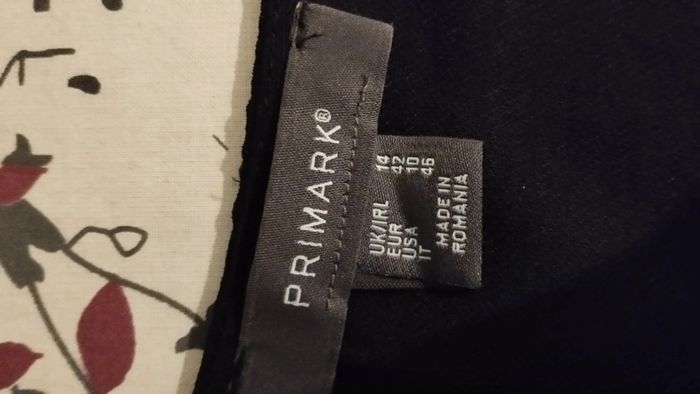 PRIMARK®
UK/IRL 14
EUR 42
USA 10
IT 46
MADE IN
ROMANIA